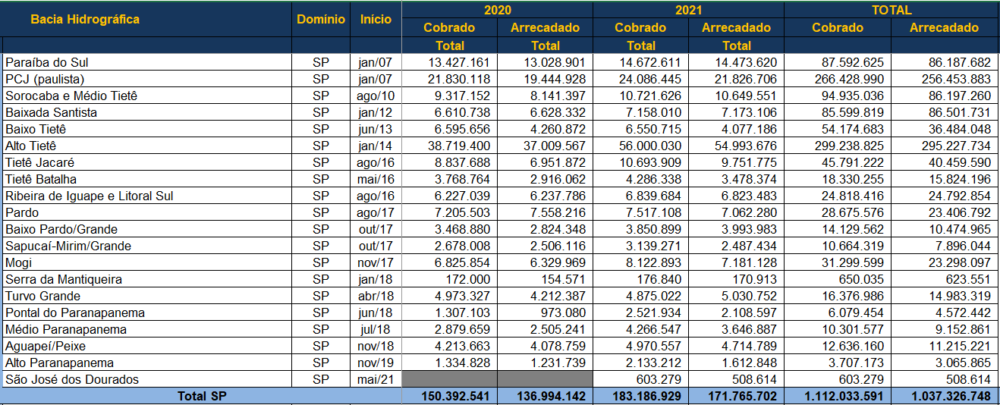 Bacia Hidrográfica Domínio Início 2020 2021 TOTAL
Cobrado Arrecadado Cobrado Arrecadado Cobrado Arrecadado
Total Total Total Total
Paraíba do Sul SP jan/07 13.427.161 13.028.901 14.672.611 14.473.620 87.592.625 86.187.682
PCJ (paulista) SP jan/07 21.830.118 19.444.928 24.086.445 21.826.706 266.428.990 256.453.883
Sorocaba e Médio Tietê SP ago/10 9.317.152 8.141.397 10.721.626 10.649.551 94.935.036 86.197.260
Baixada Santista SP jan/12 6.610.738 6.628.332 7.158.010 7.173.106 85.599.819 86.501.731
Baixo Tietê SP jun/13 6.595.656 4.260.872 6.550.715 4.077.186 54.174.683 36.484.048
Alto Tietê SP jan/14 38.719.400 37.009.567 56.000.030 54.993.676 299.238.825 295.227.734
Tietê Jacaré SP ago/16 8.837.688 6.951.872 10.693.909 9.751.775 45.791.222 40.459.590
Tietê Batalha SP mai/16 3.768.764 2.916.062 4.286.338 3.478.374 18.330.255 15.824.196
Ribeira de Iguape e Litoral Sul SP ago/16 6.227.039 6.237.786 6.839.684 6.823.483 24.818.416 24.792.854
Pardo SP ago/17 7.205.503 7.558.216 7.517.108 7.062.280 28.675.576 23.406.792
Baixo Pardo/Grande SP out/17 3.468.880 2.824.348 3.850.899 3.993.983 14.129.562 10.474.965
Sapucaí-Mirim/Grande SP out/17 2.678.008 2.506.116 3.139.271 2.487.434 10.664.319 7.896.044
Mogi SP nov/17 6.825.854 6.329.969 8.122.893 7.181.128 31.299.599 23.298.097
Serra da Mantiqueira SP jan/18 172.000 154.571 176.840 170.913 650.035 623.551
Turvo Grande SP abr/18 4.973.327 4.212.387 4.875.022 5.030.752 16.376.986 14.983.319
Pontal do Paranapanema SP jun/18 1.307.103 973.080 2.521.934 2.108.597 6.079.454 4.572.442
Médio Paranapanema SP jul/18 2.879.659 2.505.241 4.266.547 3.646.887 10.301.577 9.152.861
Aguapeí/Peixe SP nov/18 4.213.663 4.078.759 4.970.557 4.714.789 12.636.160 11.215.221
Alto Paranapanema SP nov/19 1.334.828 1.231.739 2.133.212 1.612.848 3.707.173 3.065.865
São José dos Dourados SP mai/21 603.279 508.614 603.279 508.614
Total SP 150.392.541 136.994.142 183.186.929 171.765.702 1.112.033.591 1.037.326.748